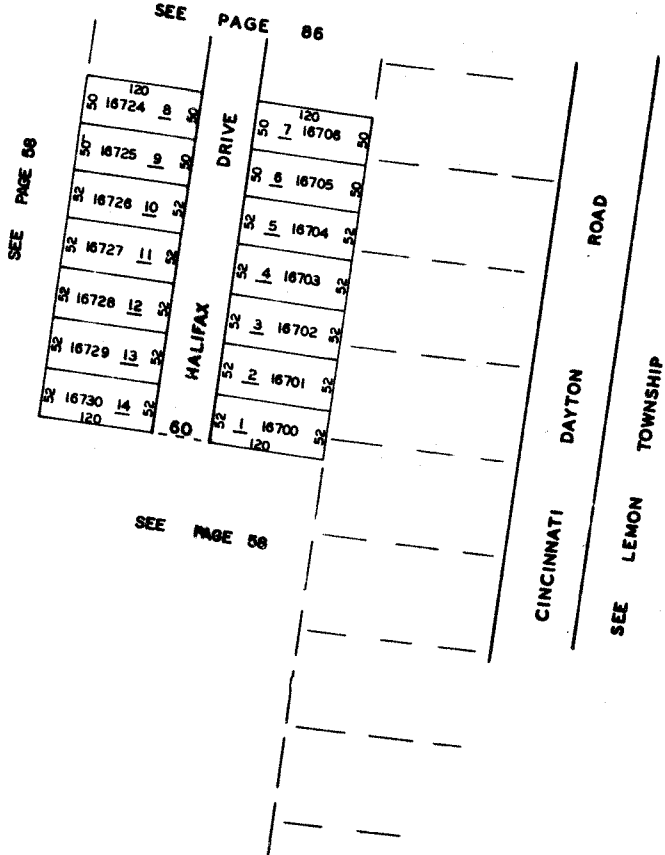 SEE PAGE 86
SEE PAGE 58
120
50 16724 8 50
50 16725 9 50
52 16726 10 52
52 16727 11 52
52 16728 12 52
52 16729 13 52
52 16730 14 52
120
HALIFAX DRIVE
60
120
50 7 16706 50
50 6 16705 50
52 5 16704 52
52 4 16703 52
52 3 16702 52
52 2 16701 52
52 1 16700 52
120
SEE PAGE 58
CINCINNATI DAYTON ROAD
SEE LEMON TOWNSHIP